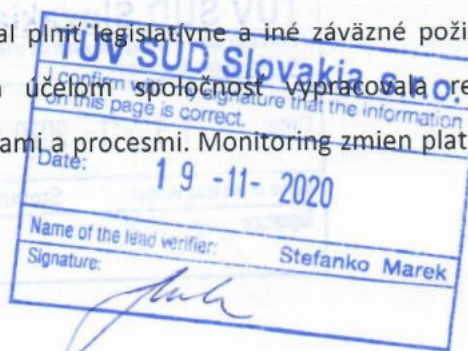 al plniť legislatívne a iné záväzné poži
TÜV SÜD Slovakia s.r.o.
I confirm with my signature that the information
účelom spoločnosť vypracovala re
on this page is correct.
ami a procesmi. Monitoring zmien plat
Date:
19 -11- 2020
Name of the lead verifier: Stefanko Marek
Signature: